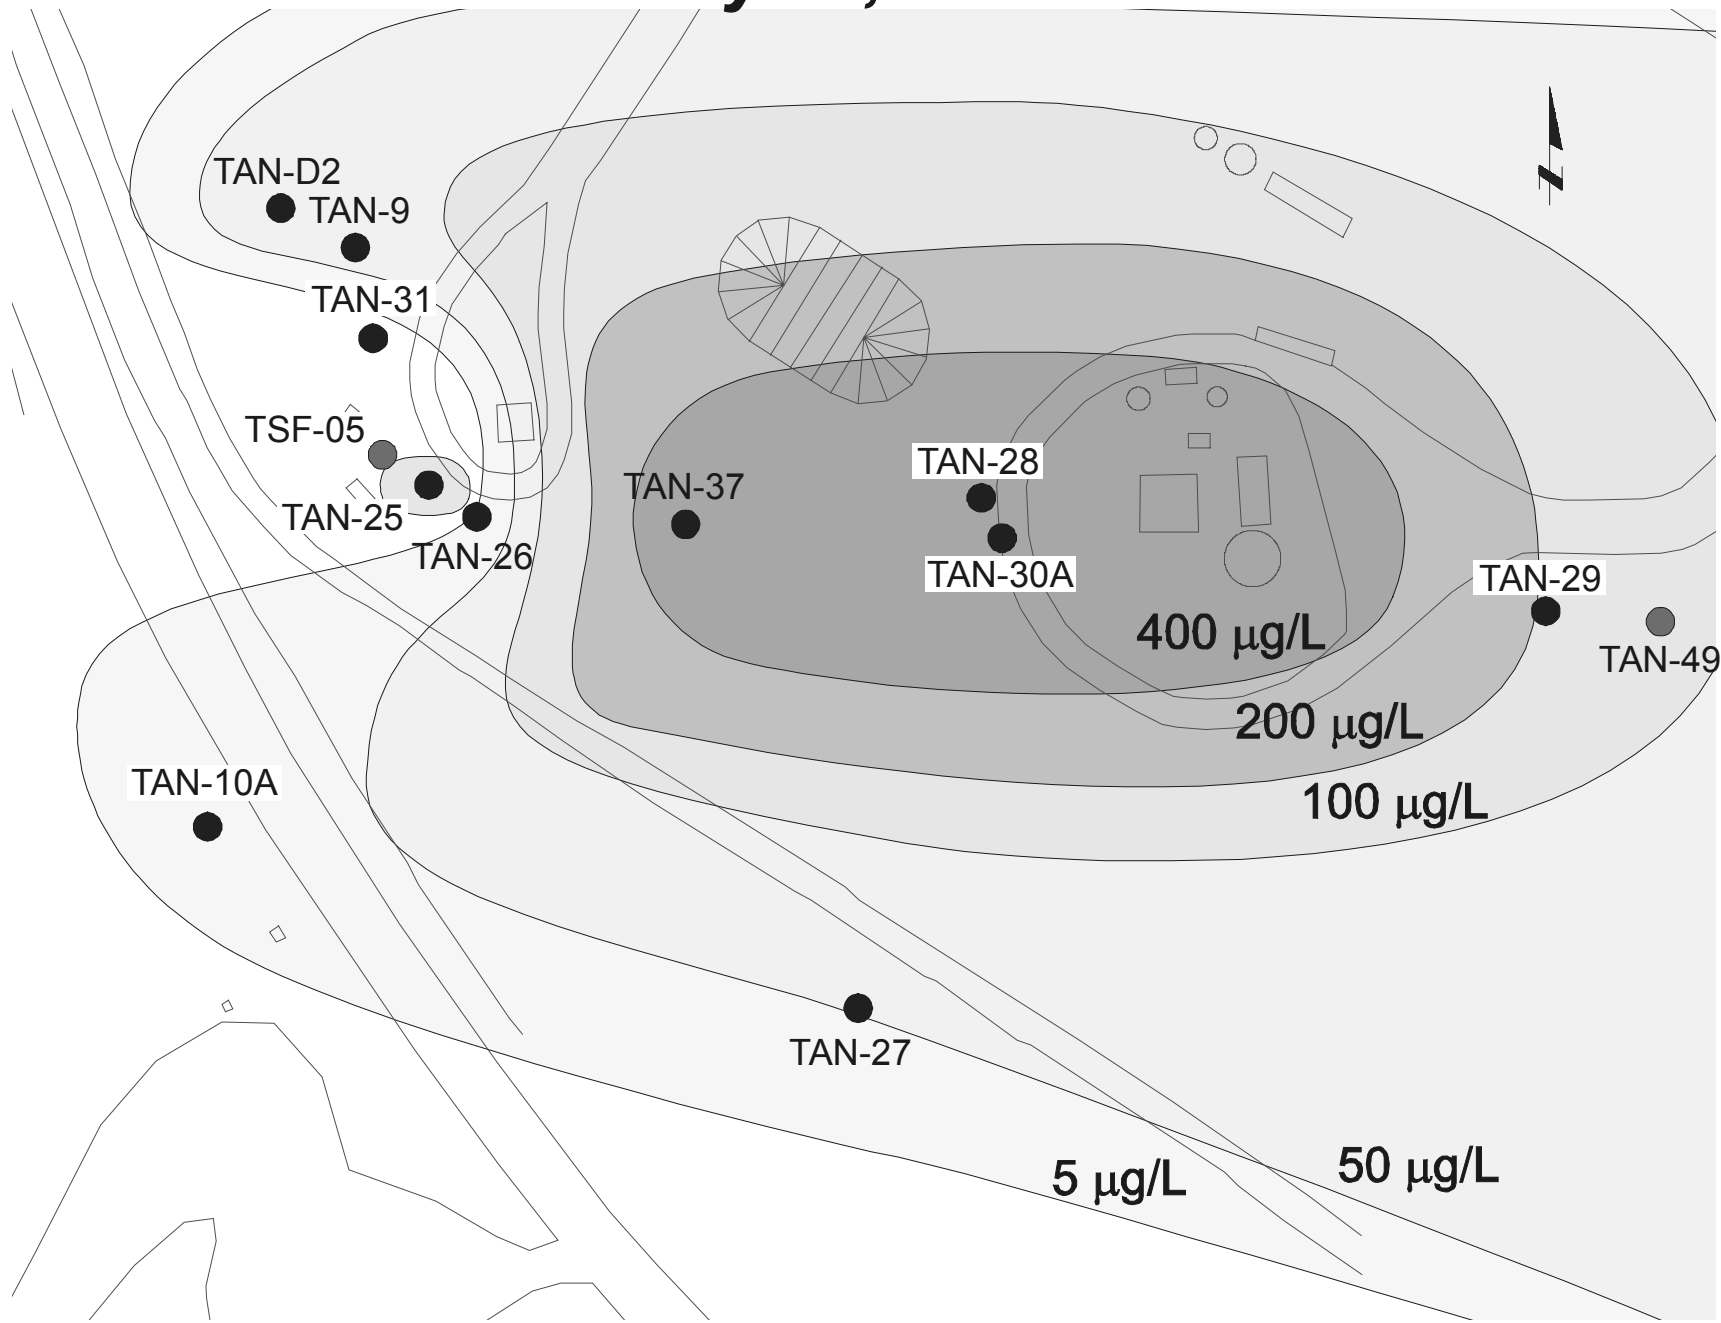 TAN-D2
TAN-9
TAN-31
TSF-05
TAN-25
TAN-26
TAN-37
TAN-28
TAN-30A
TAN-29
TAN-49
400 µg/L
200 µg/L
100 µg/L
TAN-10A
TAN-27
50 µg/L
5 µg/L